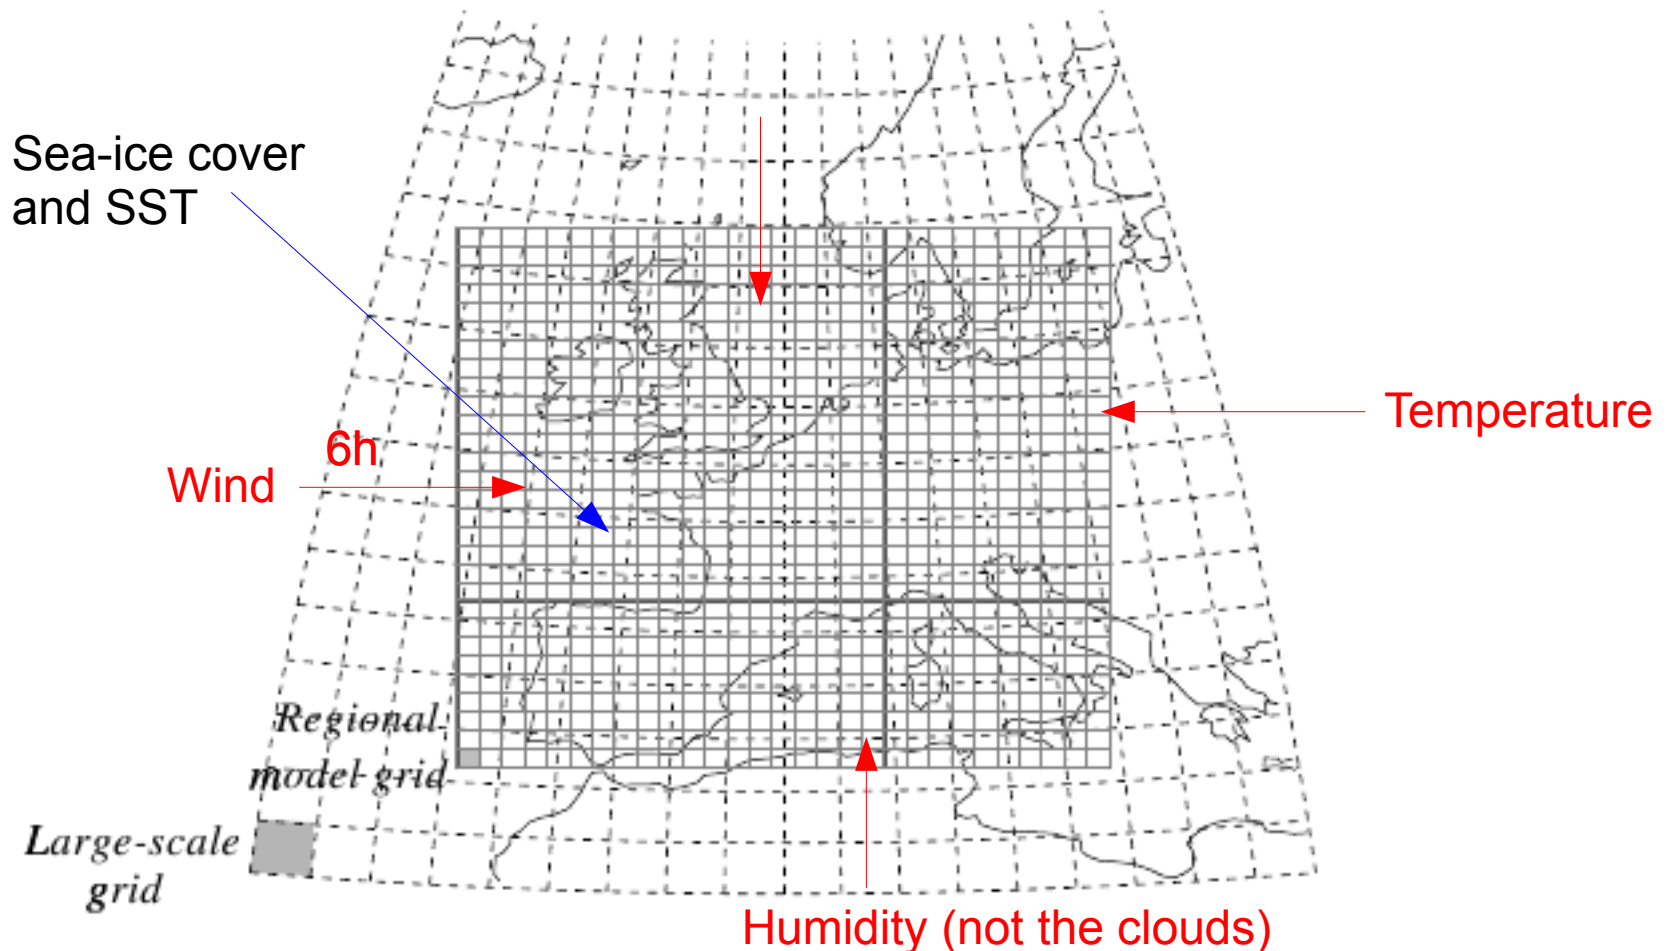 Sea-ice cover
and SST
6h
Wind
Temperature
Regional
model grid
Large-scale
grid
Humidity (not the clouds)